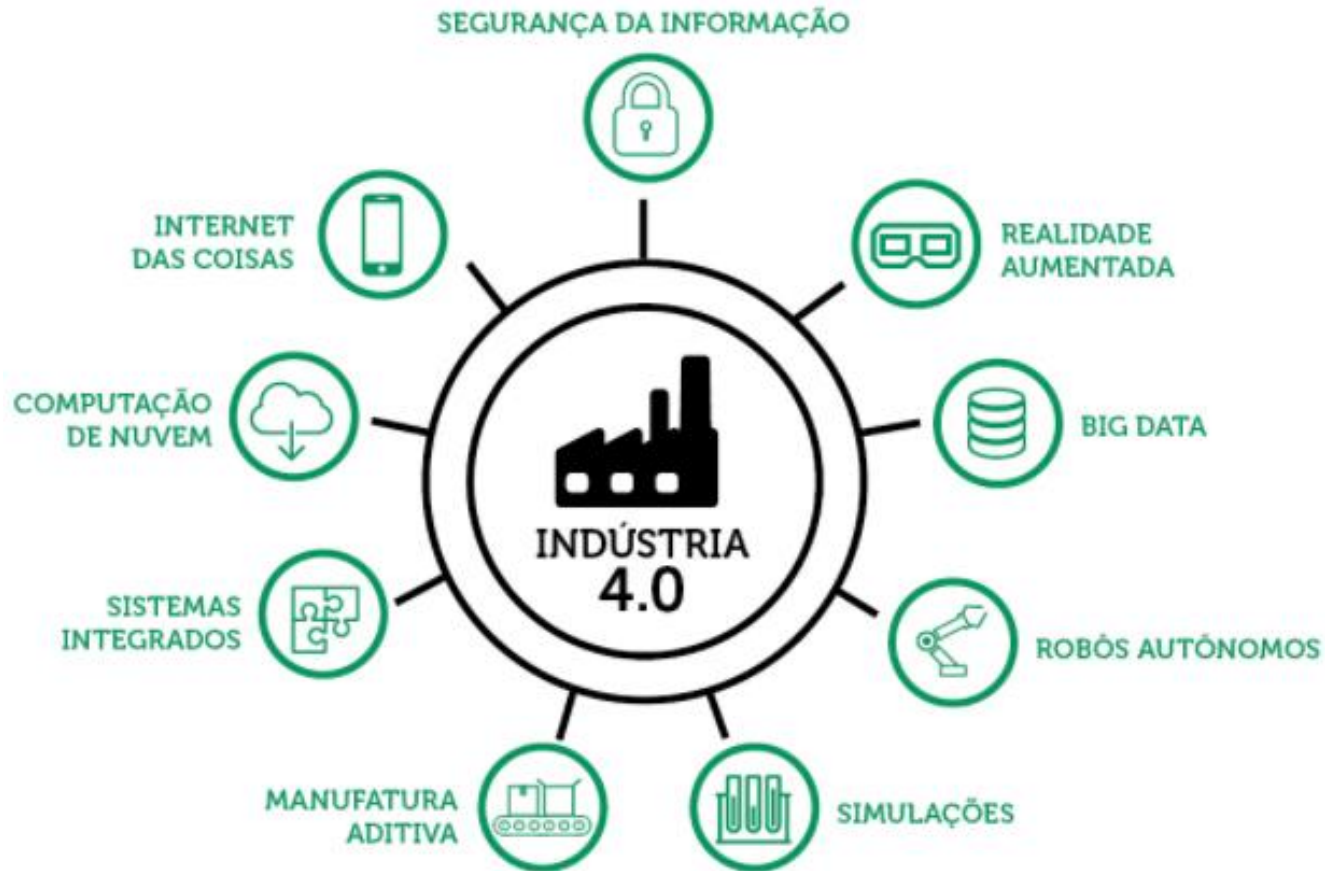 SEGURANÇA DA INFORMAÇÃO
INTERNET
DAS COISAS
REALIDADE
AUMENTADA
COMPUTAÇÃO
DE NUVEM
BIG DATA
INDÚSTRIA
4.0
SISTEMAS
INTEGRADOS
ROBÔS AUTÔNOMOS
MANUFATURA
ADITIVA
SIMULAÇÕES